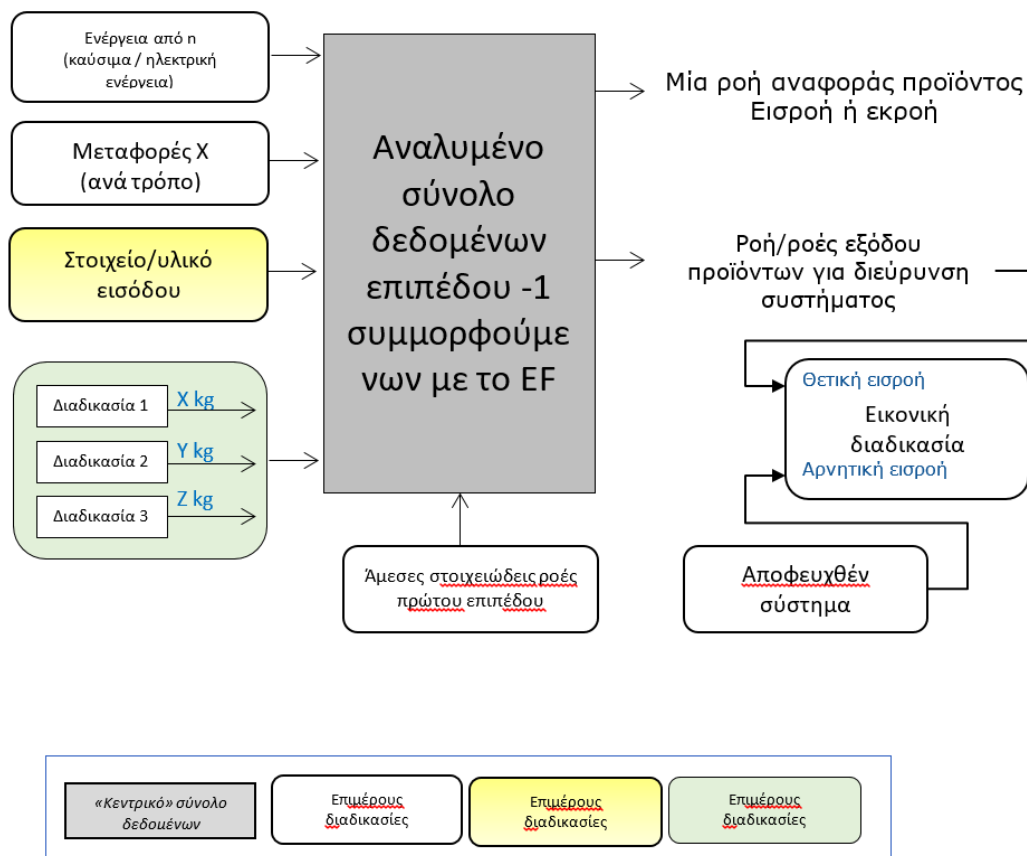 Ενέργεια από n
(καύσιμα / ηλεκτρική
ενέργεια)
Μεταφορές X
(ανά τρόπο)
Στοιχείο/υλικό
εισόδου
Διαδικασία 1
X kg
Διαδικασία 2
Y kg
Διαδικασία 3
Z kg
Αναλυμένο
σύνολο
δεδομένων
επιπέδου -1
συμμορφούμε
νων με το EF
Άμεσες στοιχειώδεις ροές
πρώτου επιπέδου
Μία ροή αναφοράς προϊόντος
Εισροή ή εκροή
Ροή/ροές εξόδου
προϊόντων για διεύρυνση
συστήματος
Θετική εισροή
Εικονική
διαδικασία
Αρνητική εισροή
Αποφευχθέν
σύστημα
«Κεντρικό» σύνολο
δεδομένων
Επιμέρους
διαδικασίες
Επιμέρους
διαδικασίες
Επιμέρους
διαδικασίες